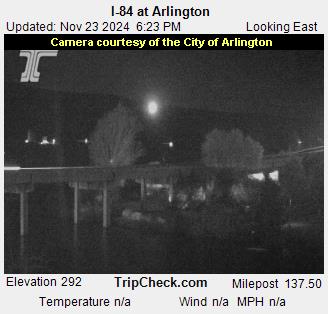 I-84 at Arlington
Updated: Nov 23 2024 6:23 PM Looking East
Camera courtesy of the City of Arlington
Elevation 292 TripCheck.com Milepost 137.50
Temperature n/a Wind n/a MPH n/a